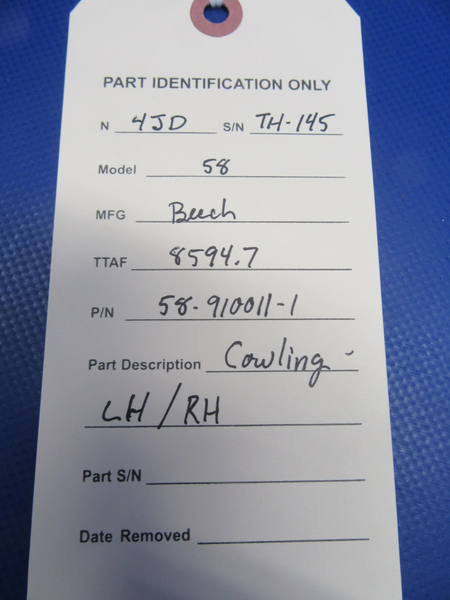 PART IDENTIFICATION ONLY
N 4JD S/N TH-145
Model 58
MFG Beech
TTAF 8594.7
P/N 58-910011-1
Part Description Cowling -
LH/RH
Part S/N
Date Removed